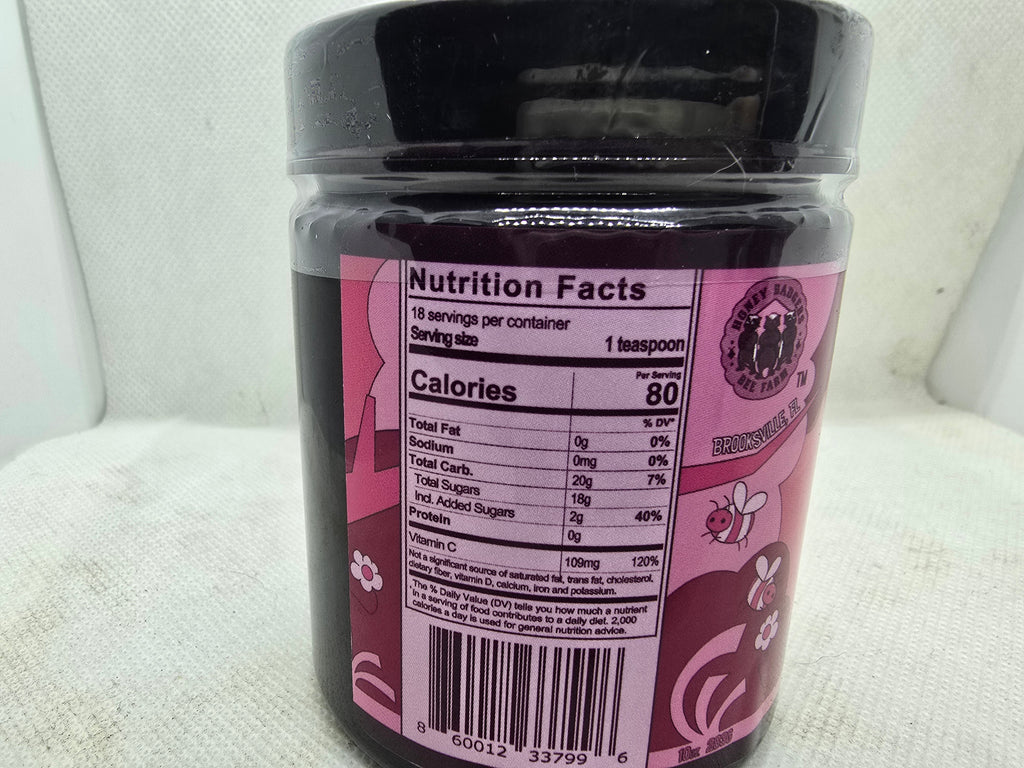 Nutrition Facts
18 servings per container
Serving size 1 teaspoon
Per Serving
Calories 80
% DV*
Total Fat 0g 0%
Sodium 0mg 0%
Total Carb. 20g 7%
Total Sugars 18g
Incl. Added Sugars 2g 40%
Protein 0g
Vitamin C 109mg 120%
Not a significant source of saturated fat, trans fat, cholesterol,
dietary fiber, vitamin D, calcium, iron and potassium.
*The % Daily Value (DV) tells you how much a nutrient
in a serving of food contributes to a daily diet. 2,000
calories a day is used for general nutrition advice.
8 60012 33799 6
HONEY BADGERS
BEE FARM
TM
BROOKSVILLE, FL
10oz